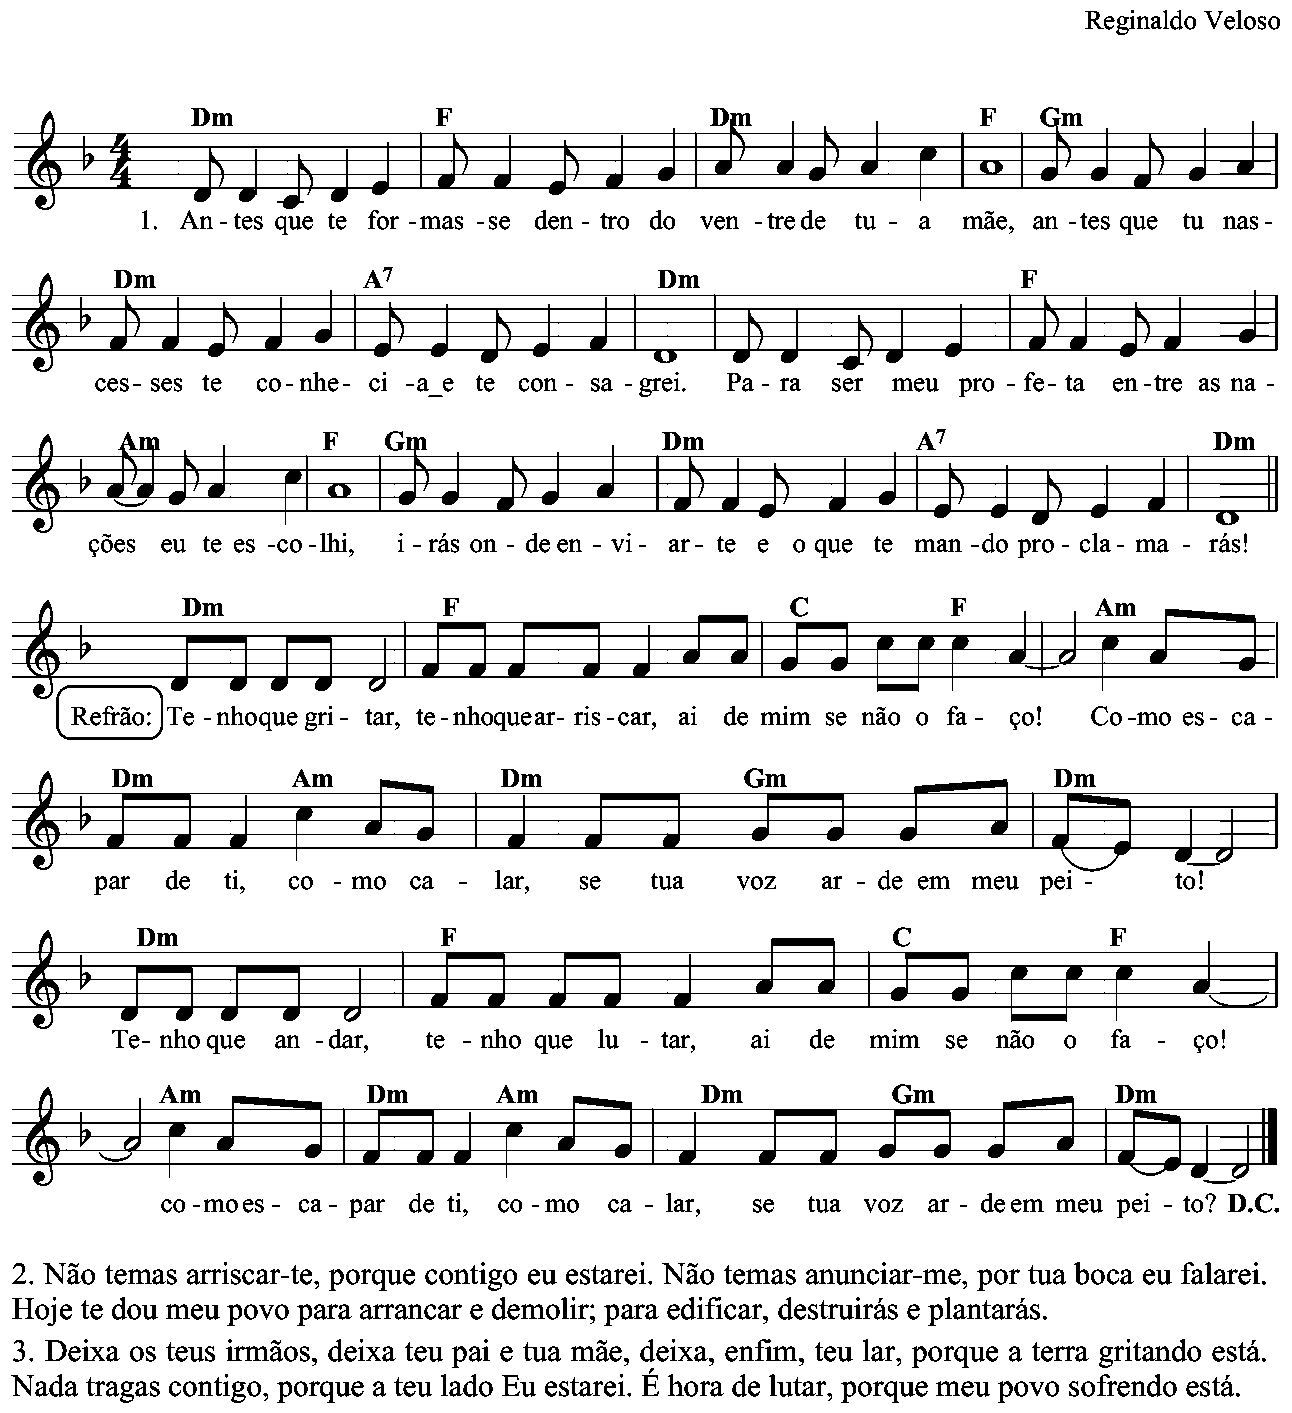 Reginaldo Veloso
Dm F Dm F Gm
4
4
1. An - tes que te for - mas - se den - tro do ven - tre de tu - a mãe, an - tes que tu nas -
Dm A7 Dm F
ces - ses te co - nhe - ci - a_e te con - sa - grei. Pa - ra ser meu pro - fe - ta en - tre as na -
Am F Gm Dm A7 Dm
ções eu te es - co - lhi, i - rás on - de en - vi - ar - te e o que te man - do pro - cla - ma - rás!
Dm F C F Am
Refrão: Te - nho que gri - tar, te - nho que ar - ris - car, ai de mim se não o fa - ço! Co - mo es - ca -
Dm Am Dm Gm Dm
par de ti, co - mo ca - lar, se tua voz ar - de em meu pei - to!
Dm F C F
Te - nho que an - dar, te - nho que lu - tar, ai de mim se não o fa - ço!
Am Dm Am Dm Gm Dm
co - mo es - ca - par de ti, co - mo ca - lar, se tua voz ar - de em meu pei - to? D.C.
2. Não temas arriscar-te, porque contigo eu estarei. Não temas anunciar-me, por tua boca eu falarei.
Hoje te dou meu povo para arrancar e demolir; para edificar, destruirás e plantarás.
3. Deixa os teus irmãos, deixa teu pai e tua mãe, deixa, enfim, teu lar, porque a terra gritando está.
Nada tragas contigo, porque a teu lado Eu estarei. É hora de lutar, porque meu povo sofrendo está.